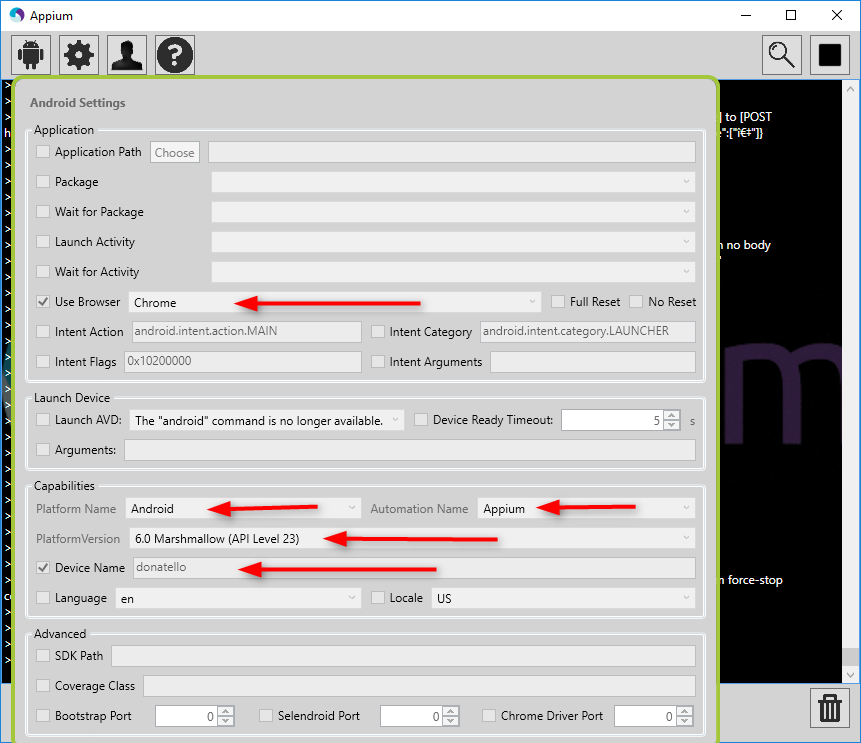 Appium
Android Settings
] to [POST
Application
h
e":["i€‡"]}
Application Path Choose
Package
Wait for Package
Launch Activity
n no body
Wait for Activity
Use Browser Chrome Full Reset No Reset
Intent Action android.intent.action.MAIN Intent Category android.intent.category.LAUNCHER
Intent Flags 0x10200000 Intent Arguments
Launch Device
Launch AVD: The "android" command is no longer available. Device Ready Timeout: 5 s
Arguments:
Capabilities
Platform Name Android Automation Name Appium
PlatformVersion 6.0 Marshmallow (API Level 23)
Device Name donatello
n force-stop
co
Language en Locale US
Advanced
SDK Path
Coverage Class
Bootstrap Port 0 Selendroid Port 0 Chrome Driver Port 0